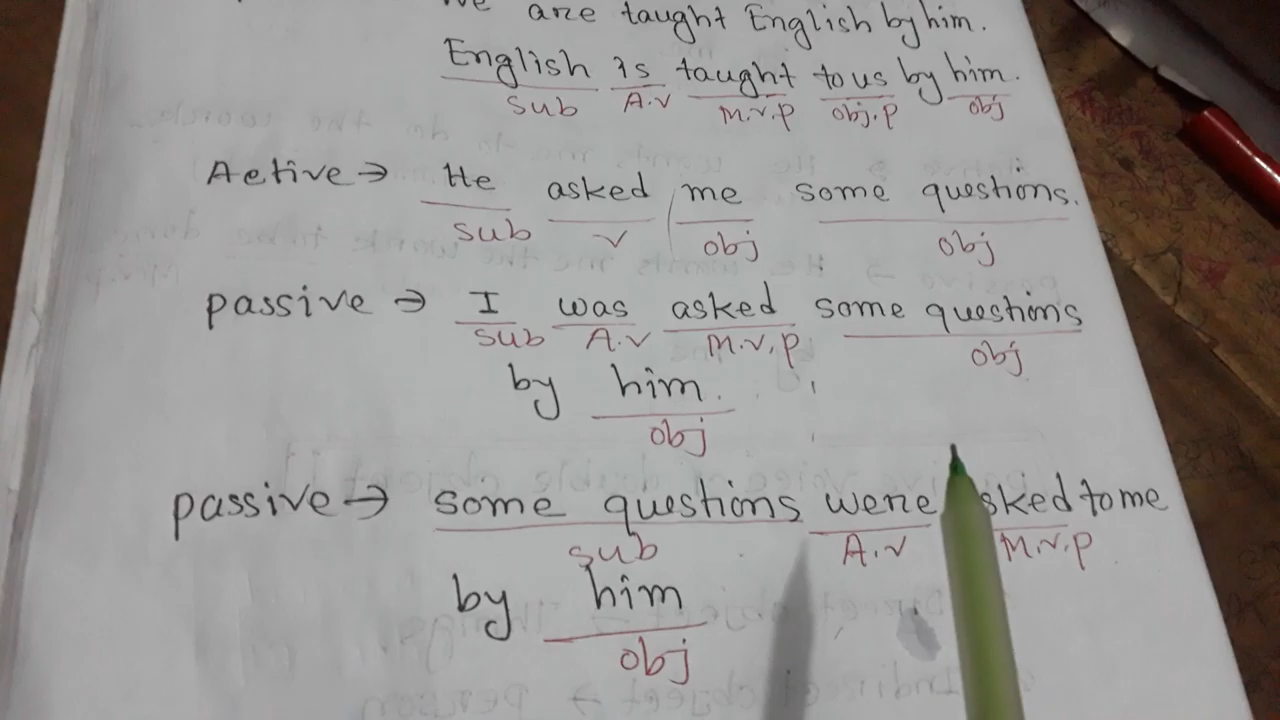 are taught English by him.
English is taught to us by him.
sub A.v M.v.p obj.p obj
Active → He asked me some questions.
sub v obj obj
passive → I was asked some questions
sub A.v M.v.p obj
by him.
obj
passive → some questions were asked to me
sub A.v M.v.p
by him
obj